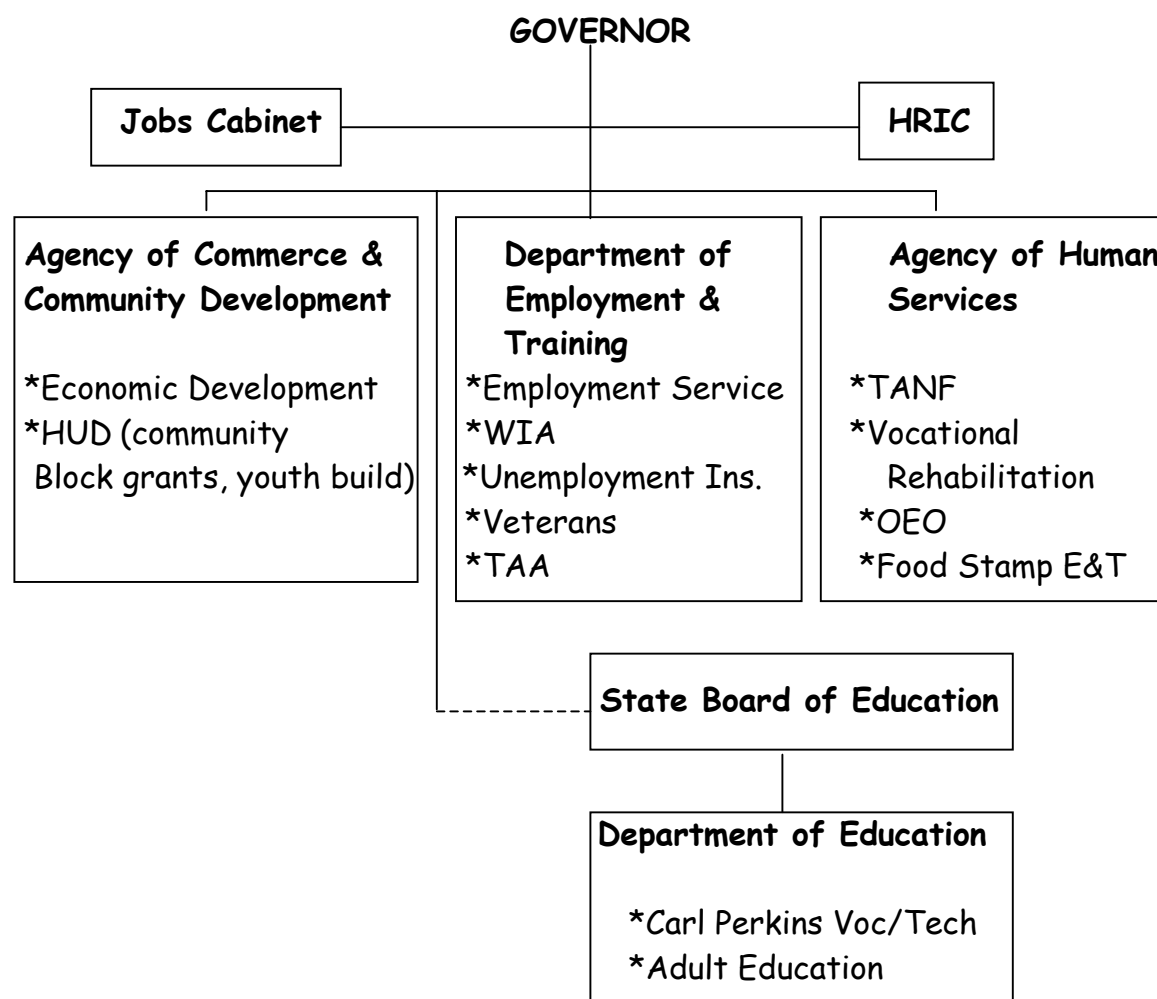 GOVERNOR
Jobs Cabinet
HRIC
Agency of Commerce &
Community Development
*Economic Development
*HUD (community
Block grants, youth build)
Department of
Employment &
Training
*Employment Service
*WIA
*Unemployment Ins.
*Veterans
*TAA
Agency of Human
Services
*TANF
*Vocational
Rehabilitation
*OEO
*Food Stamp E&T
State Board of Education
Department of Education
*Carl Perkins Voc/Tech
*Adult Education